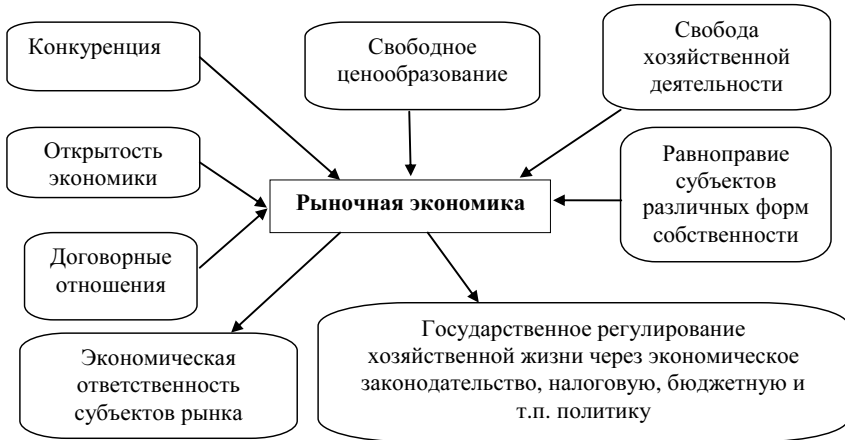 Конкуренция
Свободное
ценообразование
Свобода
хозяйственной
деятельности
Открытость
экономики
Рыночная экономика
Равноправие
субъектов
различных форм
собственности
Договорные
отношения
Экономическая
ответственность
субъектов рынка
Государственное регулирование
хозяйственной жизни через экономическое
законодательство, налоговую, бюджетную и
т.п. политику